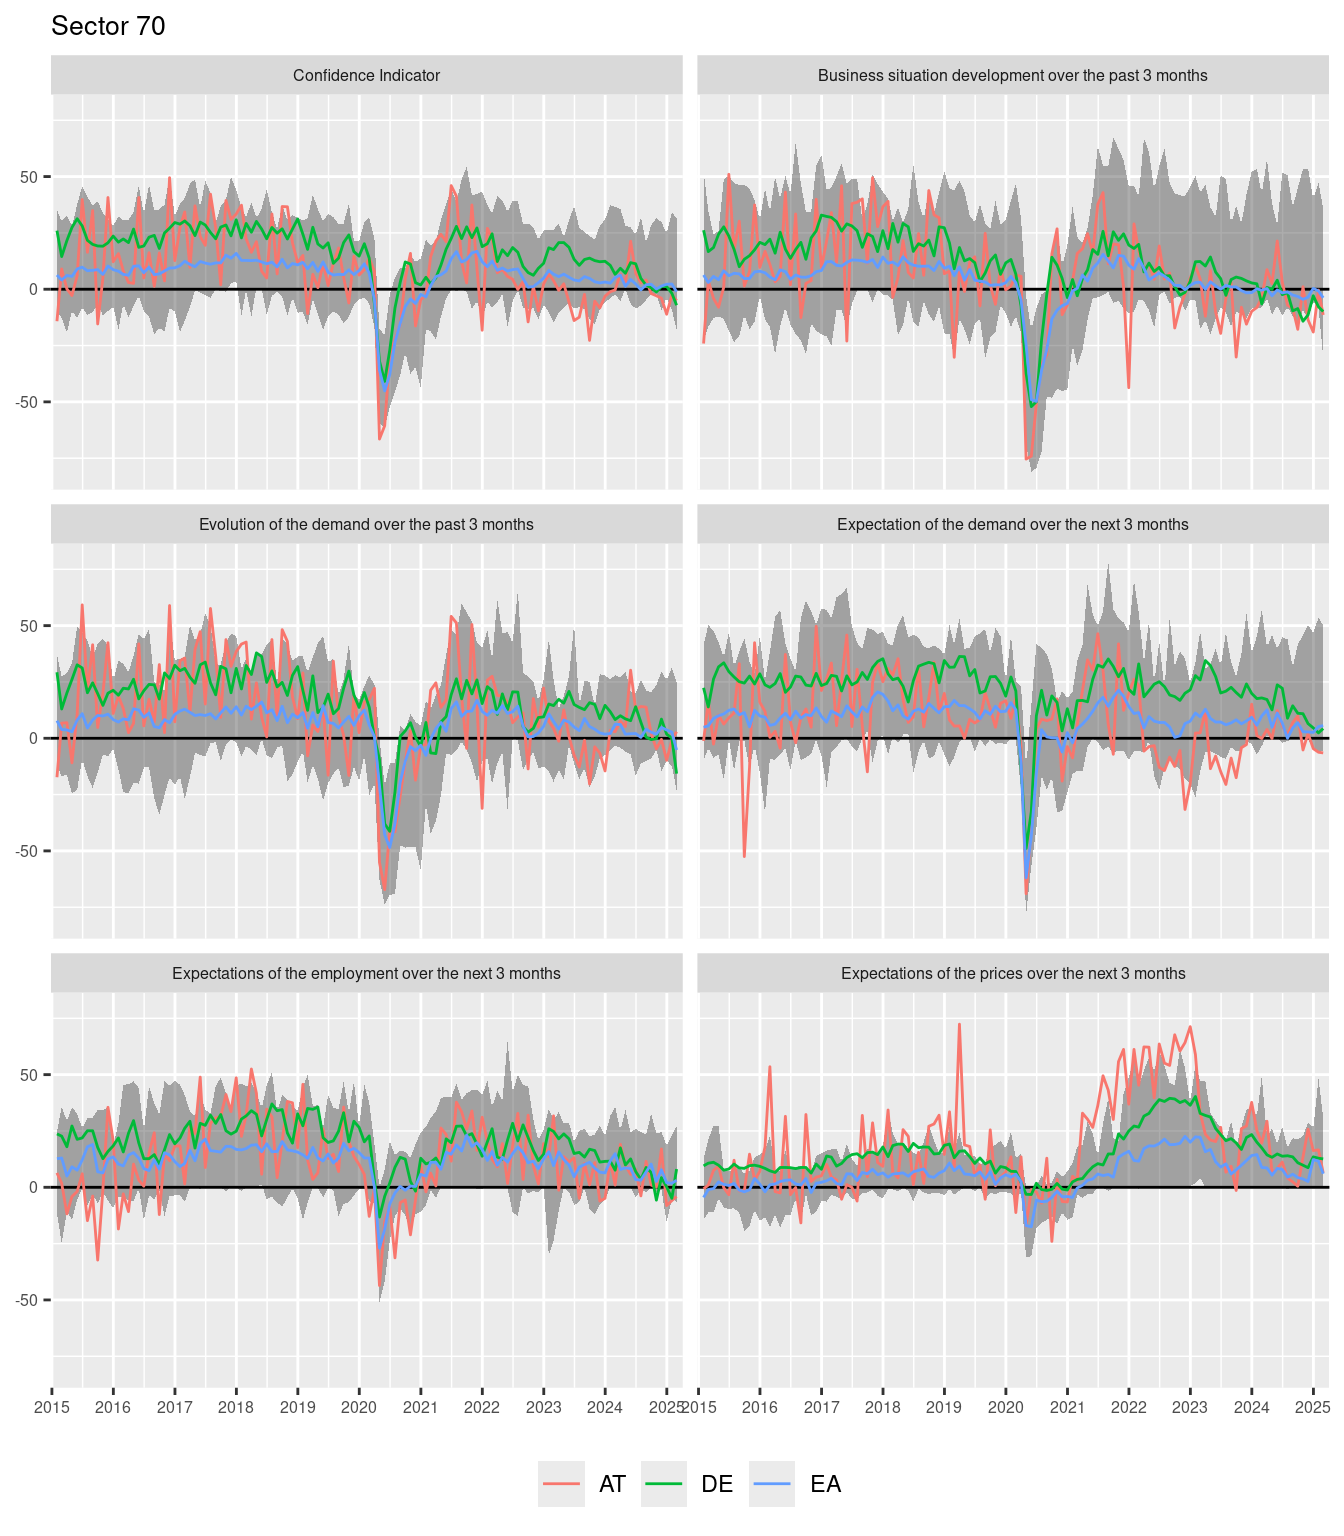 Sector 70
Confidence Indicator
Business situation development over the past 3 months
50
0
-50
Evolution of the demand over the past 3 months
Expectation of the demand over the next 3 months
50
0
-50
Expectations of the employment over the next 3 months
Expectations of the prices over the next 3 months
50
0
-50
2015 2016 2017 2018 2019 2020 2021 2022 2023 2024 2025
2015 2016 2017 2018 2019 2020 2021 2022 2023 2024 2025
AT DE EA